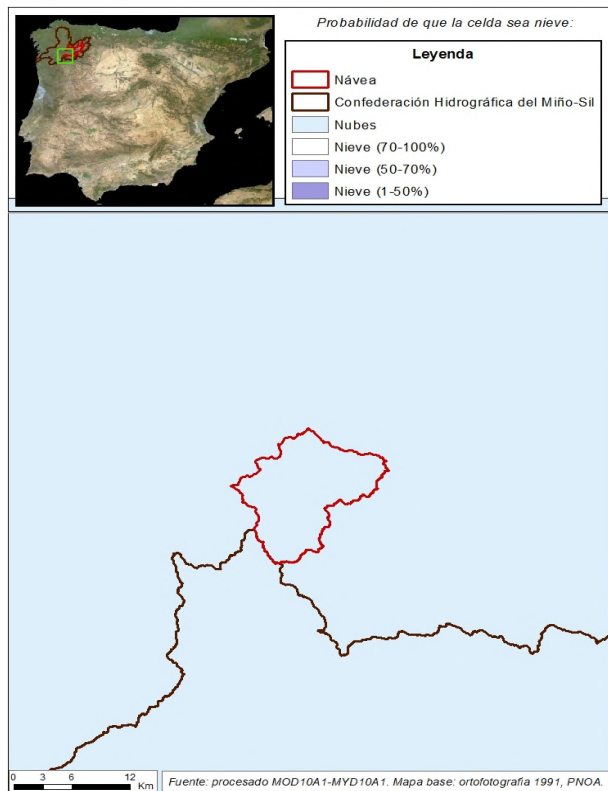 Probabilidad de que la celda sea nieve:
Leyenda
Návea
Confederación Hidrográfica del Miño-Sil
Nubes
Nieve (70-100%)
Nieve (50-70%)
Nieve (1-50%)
0 3 6 12
Km
Fuente: procesado MOD10A1-MYD10A1. Mapa base: ortofotografía 1991, PNOA.